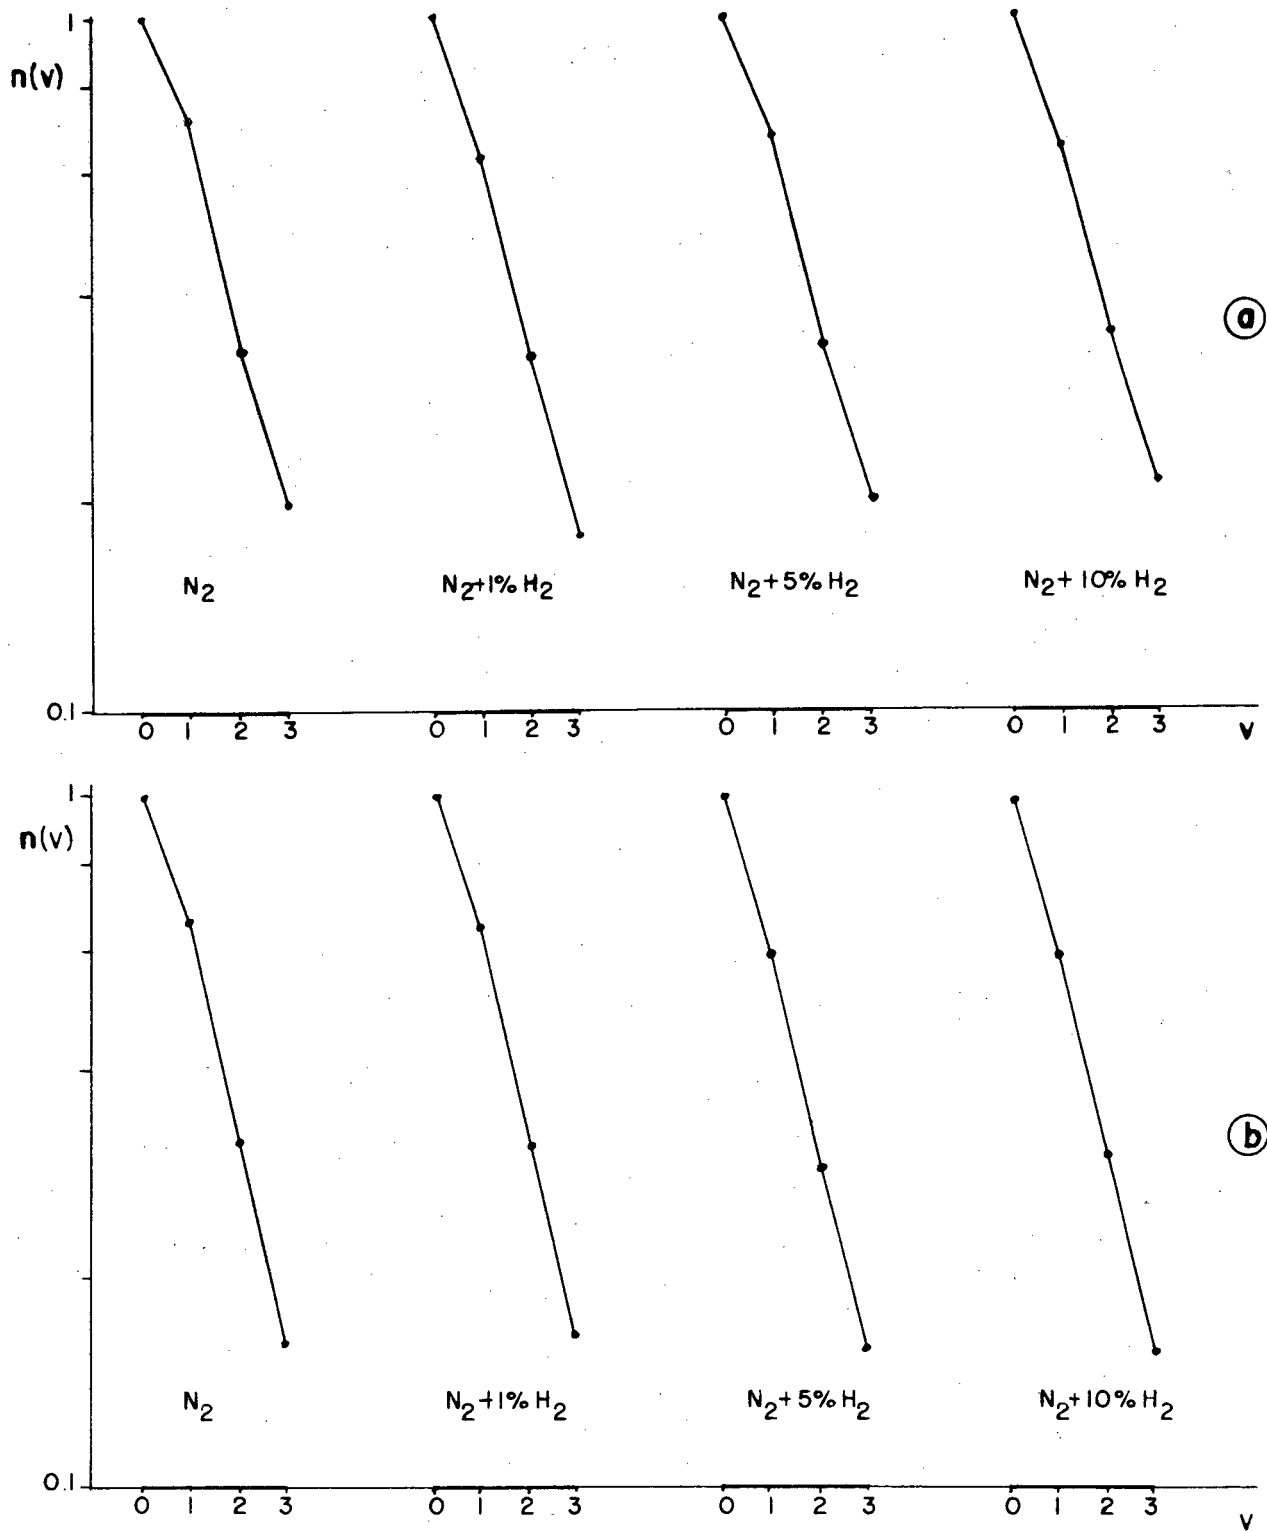 1
n(v)
a
N2 N2+1% H2 N2+5% H2 N2+10% H2
0.1
0 1 2 3 0 1 2 3 0 1 2 3 0 1 2 3 v
1
n(v)
b
N2 N2+1% H2 N2+5% H2 N2+10% H2
0.1
0 1 2 3 0 1 2 3 0 1 2 3 0 1 2 3
v